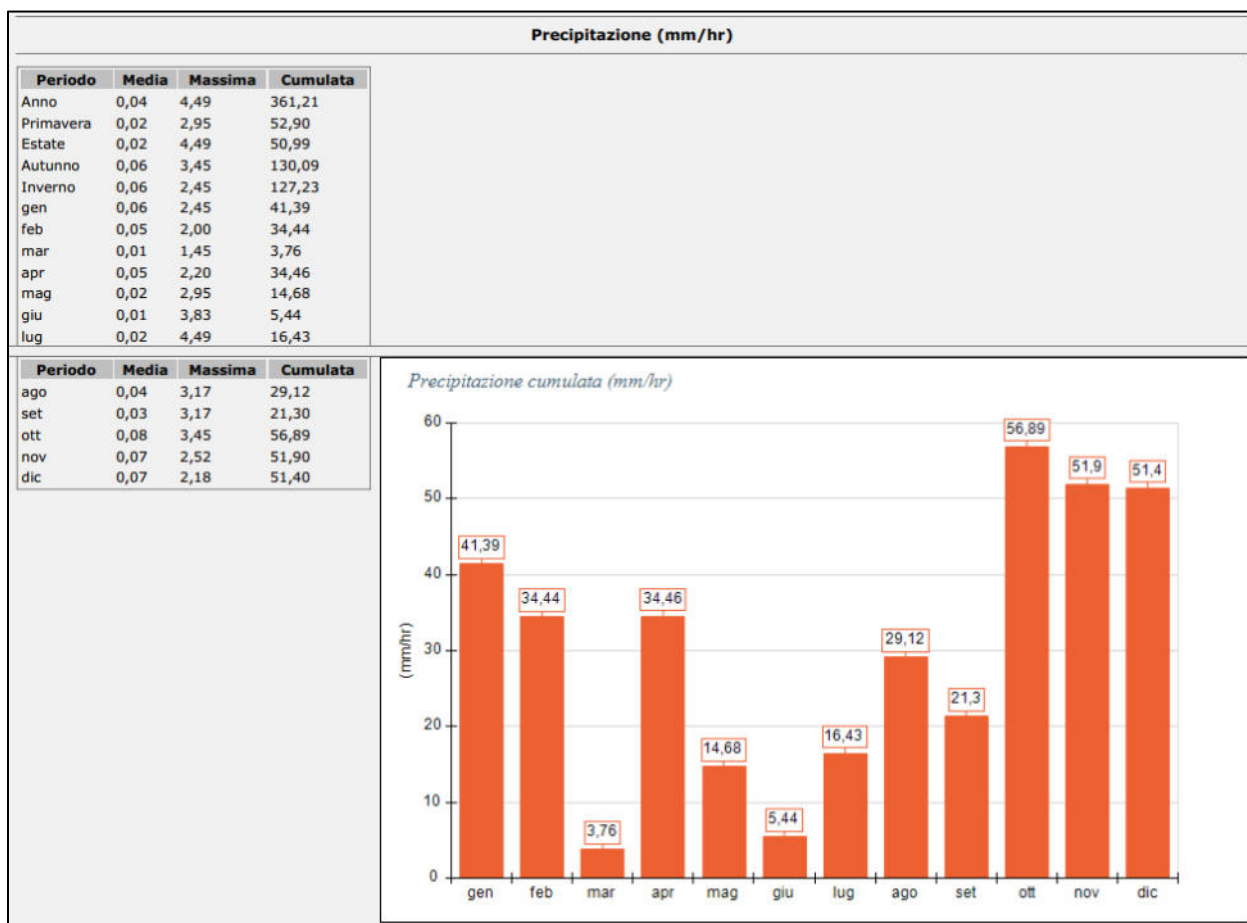 Precipitazione (mm/hr)
Periodo Media Massima Cumulata
Anno 0,04 4,49 361,21
Primavera 0,02 2,95 52,90
Estate 0,02 4,49 50,99
Autunno 0,06 3,45 130,09
Inverno 0,06 2,45 127,23
gen 0,06 2,45 41,39
feb 0,05 2,00 34,44
mar 0,01 1,45 3,76
apr 0,05 2,20 34,46
mag 0,02 2,95 14,68
giu 0,01 3,83 5,44
lug 0,02 4,49 16,43
Periodo Media Massima Cumulata
ago 0,04 3,17 29,12
set 0,03 3,17 21,30
ott 0,08 3,45 56,89
nov 0,07 2,52 51,90
dic 0,07 2,18 51,40
Precipitazione cumulata (mm/hr)
(mm/hr)
60
50
40
30
20
10
0
41,39
34,44
3,76
34,46
14,68
5,44
16,43
29,12
21,3
56,89
51,9
51,4
gen feb mar apr mag giu lug ago set ott nov dic